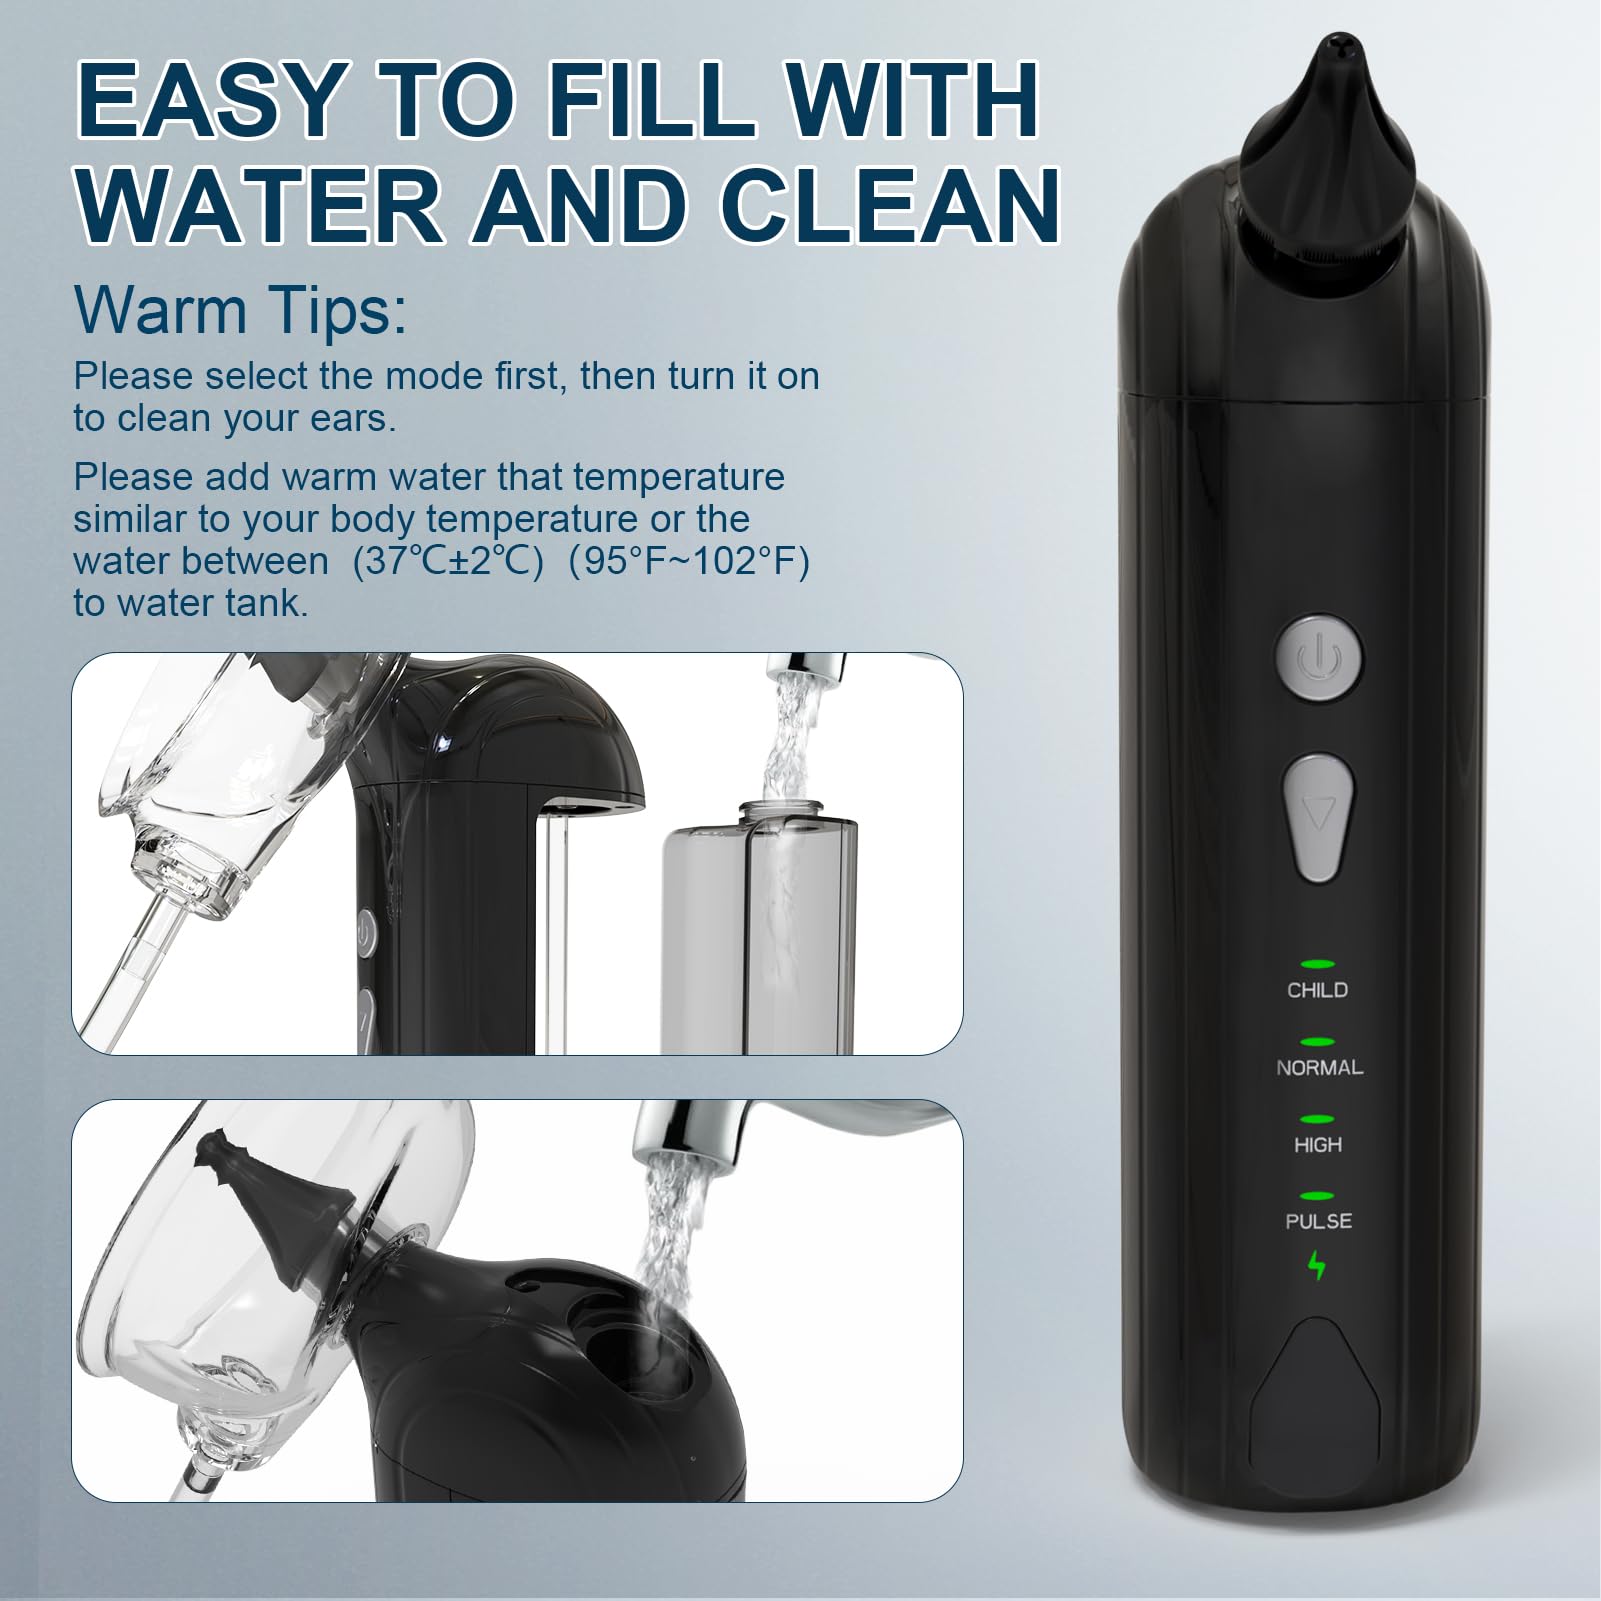 EASY TO FILL WITH
WATER AND CLEAN
Warm Tips:
Please select the mode first, then turn it on
to clean your ears.
Please add warm water that temperature
similar to your body temperature or the
water between (37℃±2℃) (95°F~102°F)
to water tank.
CHILD
NORMAL
HIGH
PULSE